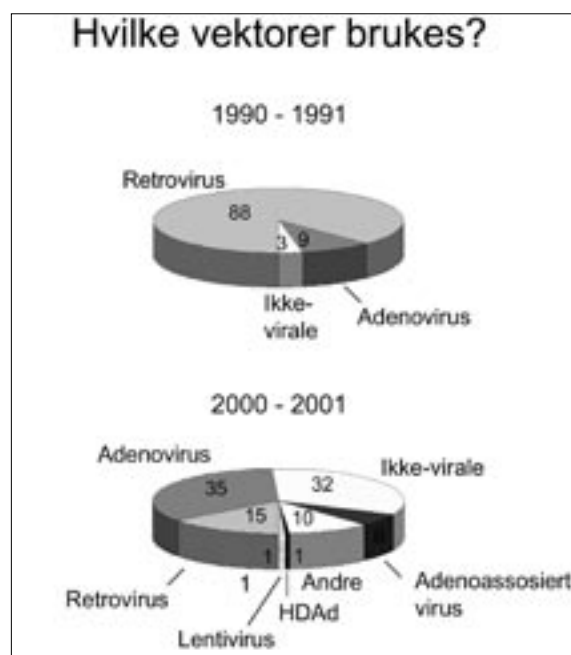 Hvilke vektorer brukes?
1990 - 1991
Retrovirus
88
3 9
Ikke-
virale
Adenovirus
2000 - 2001
Adenovirus
Ikke-virale
35
32
15
10
1
1
1
Andre
Adenoassosiert
virus
Retrovirus
HDAd
Lentivirus